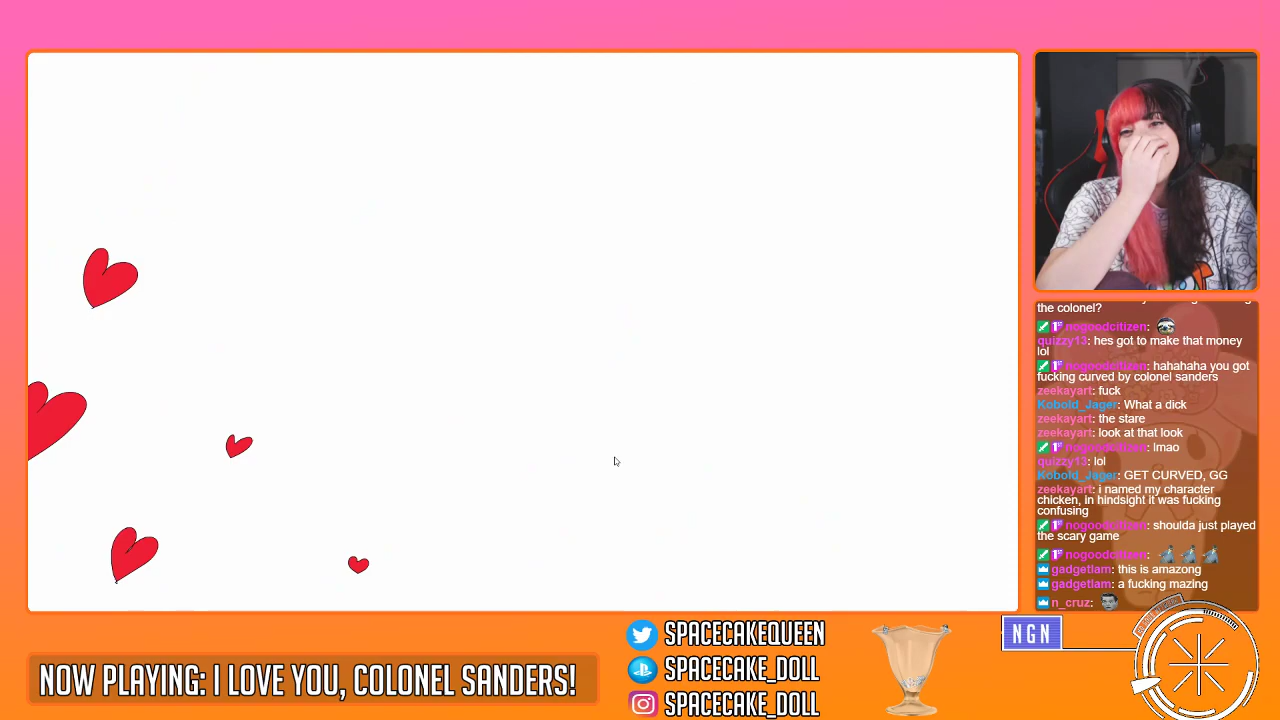 the colonel?
nogoodcitizen:
quizzy13: hes got to make that money
lol
nogoodcitizen: hahahaha you got
fucking curved by colonel sanders
zeekayart: fuck
Kobold_Jager: What a dick
zeekayart: the stare
zeekayart: look at that look
nogoodcitizen: lmao
quizzy13: lol
Kobold_Jager: GET CURVED, GG
zeekayart: i named my character
chicken, in hindsight it was fucking
confusing
nogoodcitizen: shoulda just played
the scary game
nogoodcitizen:
gadgetlam: this is amazong
gadgetlam: a fucking mazing
n_cruz:
NOW PLAYING: I LOVE YOU, COLONEL SANDERS!
SPACECAKEQUEEN
SPACECAKE_DOLL
SPACECAKE_DOLL
NGN